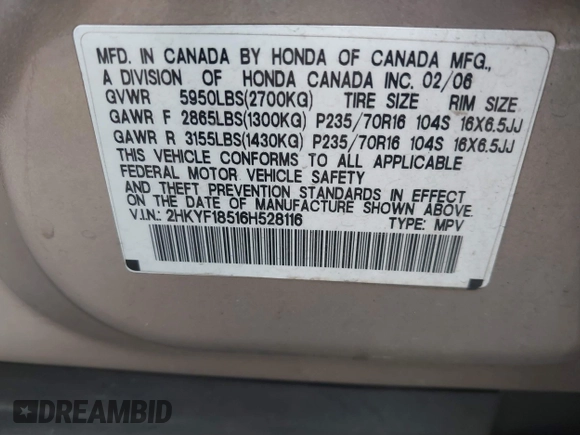 MFD. IN CANADA BY HONDA OF CANADA MFG.,
A DIVISION OF HONDA CANADA INC. 02/06
GVWR 5950LBS(2700KG) TIRE SIZE RIM SIZE
GAWR F 2865LBS(1300KG) P235/70R16 104S 16X6.5JJ
GAWR R 3155LBS(1430KG) P235/70R16 104S 16X6.5JJ
THIS VEHICLE CONFORMS TO ALL APPLICABLE
FEDERAL MOTOR VEHICLE SAFETY
AND THEFT PREVENTION STANDARDS IN EFFECT
ON THE DATE OF MANUFACTURE SHOWN ABOVE.
V.I.N.: 2HKYF18516H528116 TYPE: MPV
DREAMBID